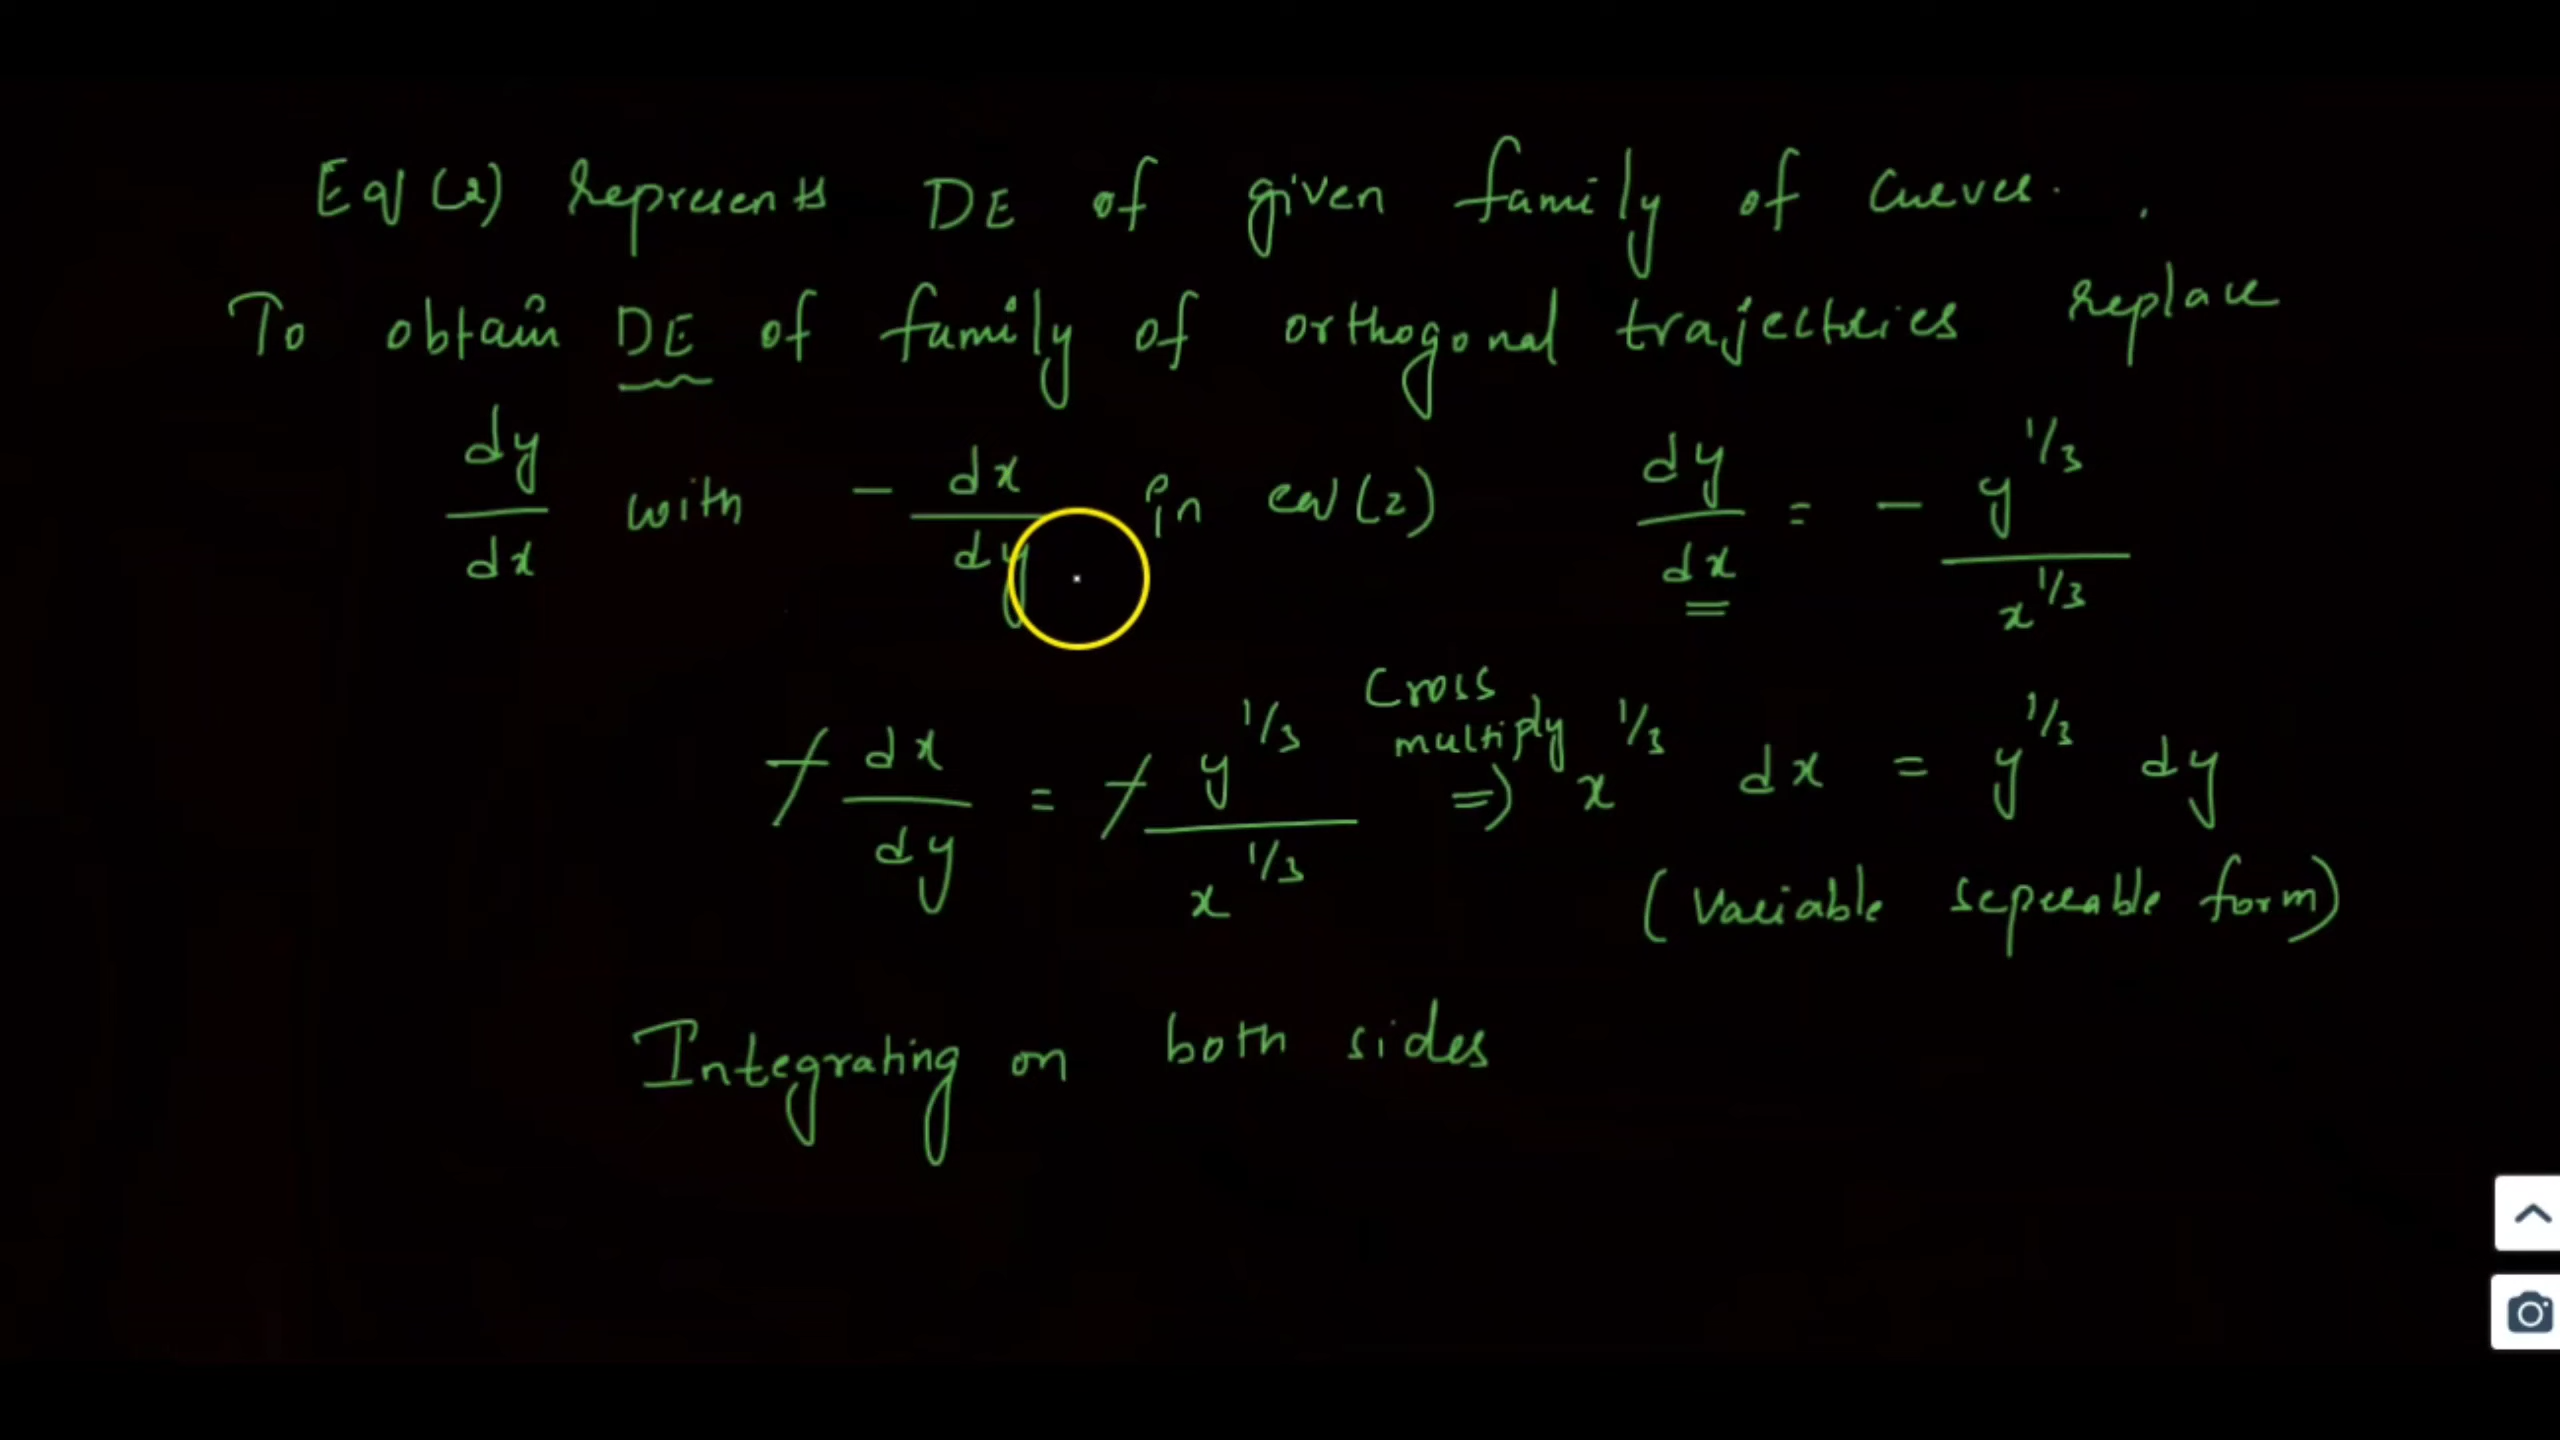 Eq (2) represents DE of given family of curves.
To obtain DE of family of orthogonal trajectories replace
dy/dx with - dx/dy in eq (2) dy/dx = - y^1/3 / x^1/3
- dx/dy = - y^1/3 / x^1/3 Cross multiply => x^1/3 dx = y^1/3 dy
(Variable seperable form)
Integrating on both sides